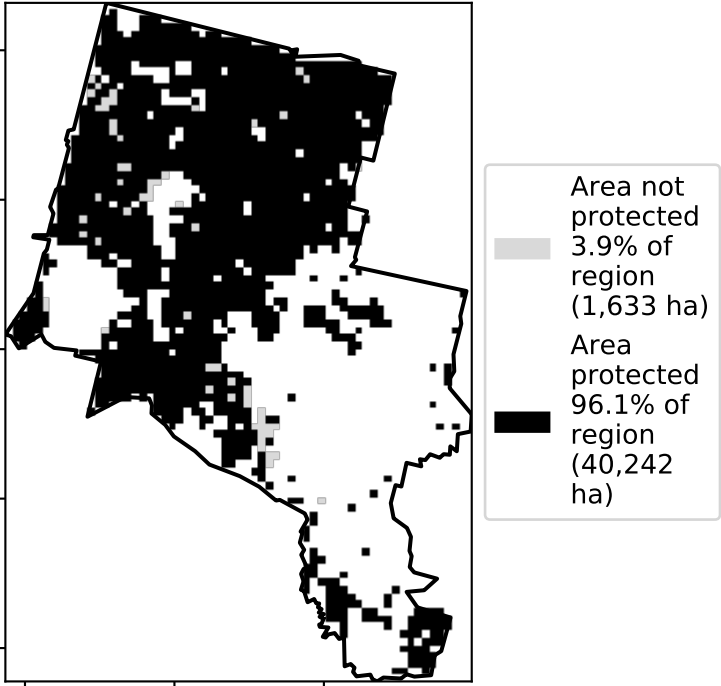 Area not
protected
3.9% of
region
(1,633 ha)
Area
protected
96.1% of
region
(40,242
ha)